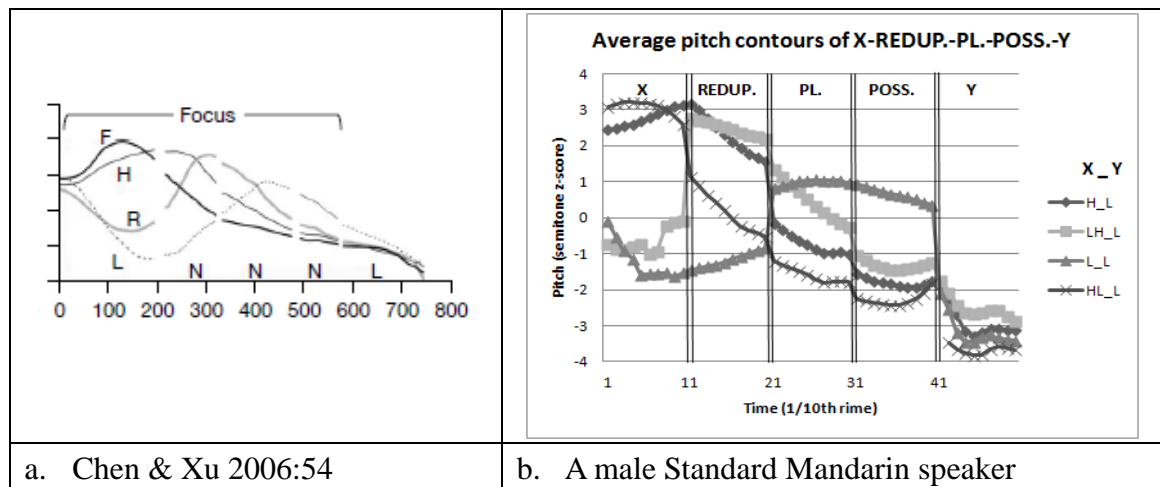 Focus
F
H
R
L
N N N L
0 100 200 300 400 500 600 700 800
Average pitch contours of X-REDUP.-PL.-POSS.-Y
X REDUP. PL. POSS. Y
4
3
2
1
0
-1
-2
-3
-4
Pitch (semitone z-score)
1 11 21 31 41
Time (1/10th rime)
X _ Y
H_L
LH_L
L_L
HL_L
a. Chen & Xu 2006:54
b. A male Standard Mandarin speaker